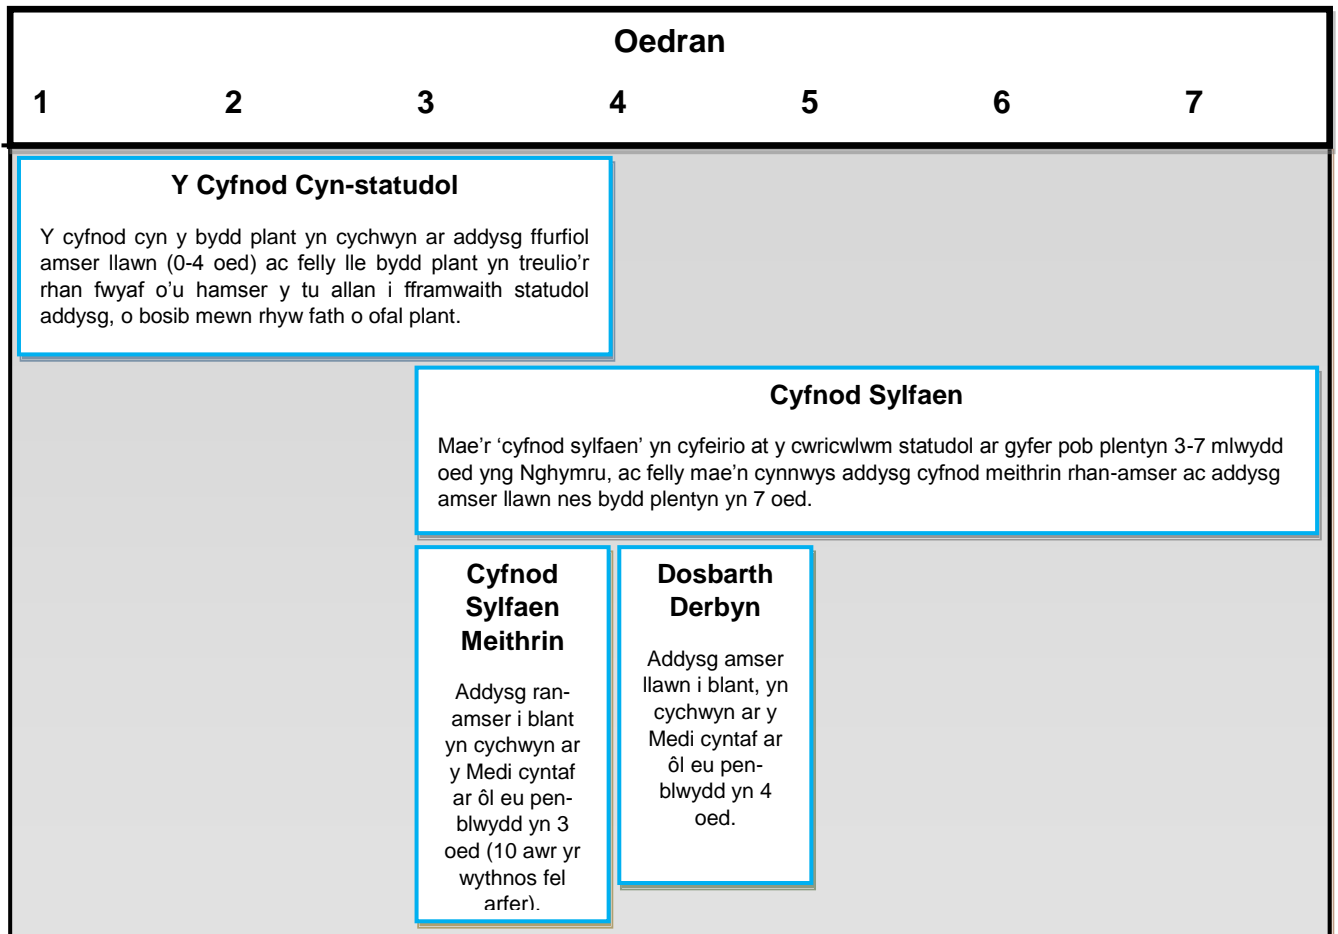 Oedran
1 2 3 4 5 6 7
Y Cyfnod Cyn-statudol
Y cyfnod cyn y bydd plant yn cychwyn ar addysg ffurfiol
amser llawn (0-4 oed) ac felly lle bydd plant yn treulio’r
rhan fwyaf o’u hamser y tu allan i fframwaith statudol
addysg, o bosib mewn rhyw fath o ofal plant.
Cyfnod Sylfaen
Mae’r ‘cyfnod sylfaen’ yn cyfeirio at y cwricwlwm statudol ar gyfer pob plentyn 3-7 mlwydd
oed yng Nghymru, ac felly mae’n cynnwys addysg cyfnod meithrin rhan-amser ac addysg
amser llawn nes bydd plentyn yn 7 oed.
Cyfnod
Sylfaen
Meithrin
Addysg ran-
amser i blant
yn cychwyn ar
y Medi cyntaf
ar ôl eu pen-
blwydd yn 3
oed (10 awr yr
wythnos fel
arfer).
Dosbarth
Derbyn
Addysg amser
llawn i blant, yn
cychwyn ar y
Medi cyntaf ar
ôl eu pen-
blwydd yn 4
oed.